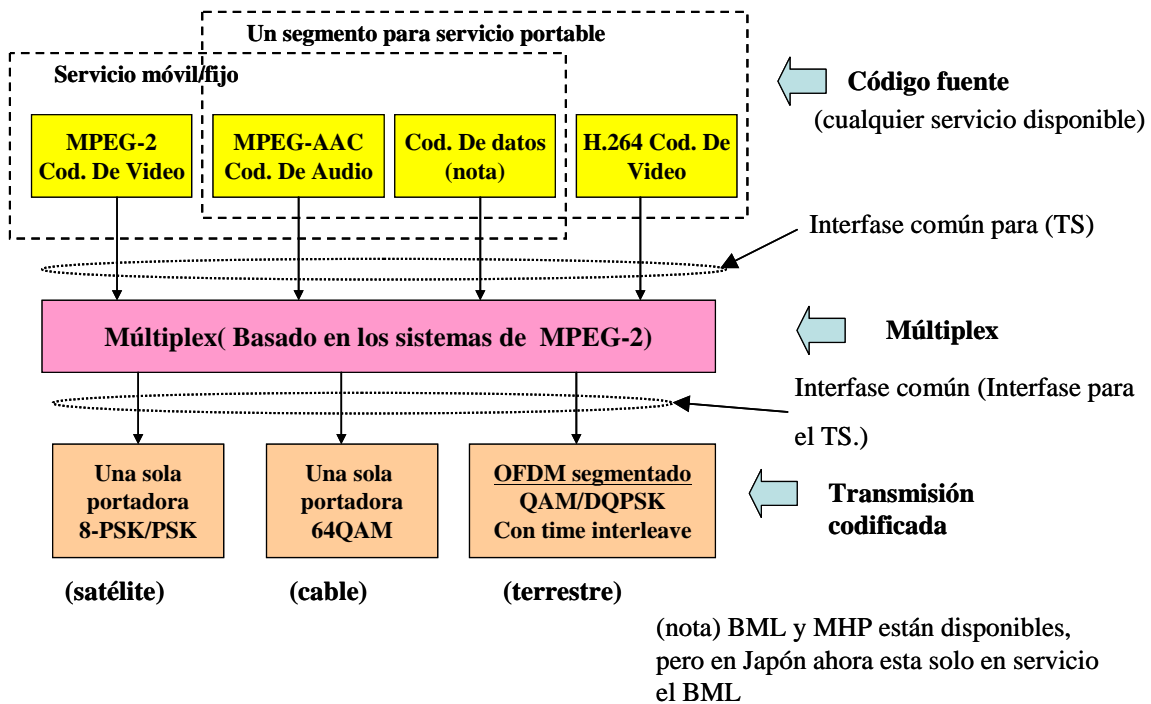 Un segmento para servicio portable
Servicio móvil/fijo
Código fuente
(cualquier servicio disponible)
MPEG-2
Cod. De Video
MPEG-AAC
Cod. De Audio
Cod. De datos
(nota)
H.264 Cod. De
Video
Interfase común para (TS)
Múltiplex( Basado en los sistemas de MPEG-2)
Múltiplex
Interfase común (Interfase para
el TS.)
Una sola
portadora
8-PSK/PSK
Una sola
portadora
64QAM
OFDM segmentado
QAM/DQPSK
Con time interleave
Transmisión
codificada
(satélite)
(cable)
(terrestre)
(nota) BML y MHP están disponibles,
pero en Japón ahora esta solo en servicio
el BML